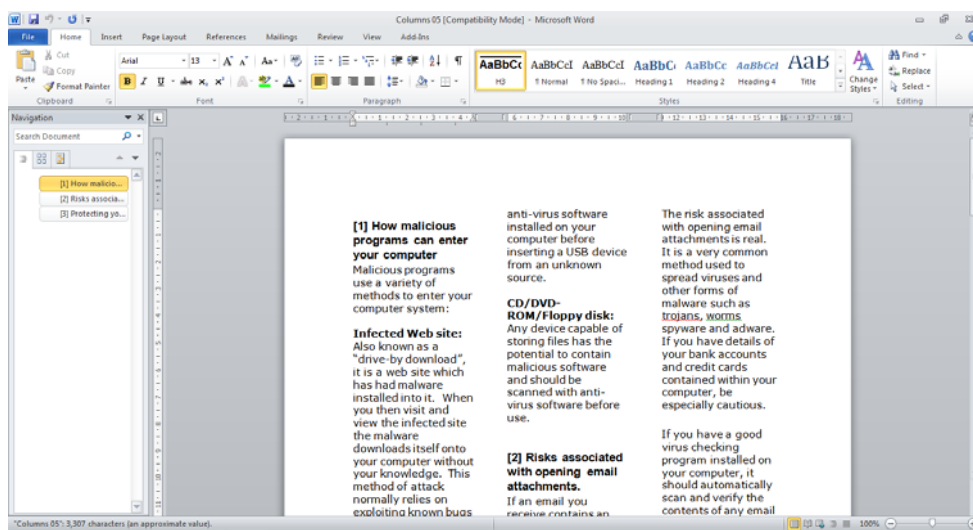 Columns 05 [Compatibility Mode] - Microsoft Word
File Home Insert Page Layout References Mailings Review View Add-Ins
Paste
Cut
Copy
Format Painter
Clipboard
Arial 13
Font
Paragraph
AaBbCc H3
AaBbCcI ¶ Normal
AaBbCcI ¶ No Spaci...
AaBbC Heading 1
AaBbCc Heading 2
AaBbCcI Heading 4
AaB Title
Change Styles
Styles
Find
Replace
Select
Editing
Navigation
Search Document
[1] How malicio...
[2] Risks associa...
[3] Protecting yo...
[1] How malicious
programs can enter
your computer
Malicious programs
use a variety of
methods to enter your
computer system:
Infected Web site:
Also known as a
“drive-by download”,
it is a web site which
has had malware
installed into it. When
you then visit and
view the infected site
the malware
downloads itself onto
your computer without
your knowledge. This
method of attack
normally relies on
exploiting known bugs
anti-virus software
installed on your
computer before
inserting a USB device
from an unknown
source.
CD/DVD-
ROM/Floppy disk:
Any device capable of
storing files has the
potential to contain
malicious software
and should be
scanned with anti-
virus software before
use.
[2] Risks associated
with opening email
attachments.
If an email you
receive contains an
The risk associated
with opening email
attachments is real.
It is a very common
method used to
spread viruses and
other forms of
malware such as
trojans, worms
spyware and adware.
If you have details of
your bank accounts
and credit cards
contained within your
computer, be
especially cautious.
If you have a good
virus checking
program installed on
your computer, it
should automatically
scan and verify the
contents of any email
"Columns 05": 3,307 characters (an approximate value).
100%